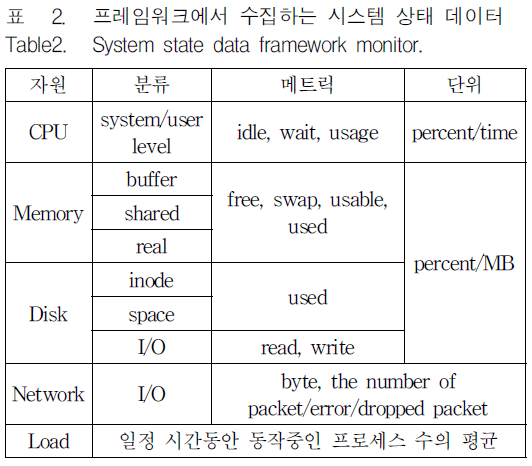 표 2. 프레임워크에서 수집하는 시스템 상태 데이터
Table2. System state data framework monitor.
자원 분류 메트릭 단위
CPU system/user level idle, wait, usage percent/time
Memory buffer free, swap, usable, used percent/MB
shared
real
Disk inode used
space
I/O read, write
Network I/O byte, the number of packet/error/dropped packet
Load 일정 시간동안 동작중인 프로세스 수의 평균